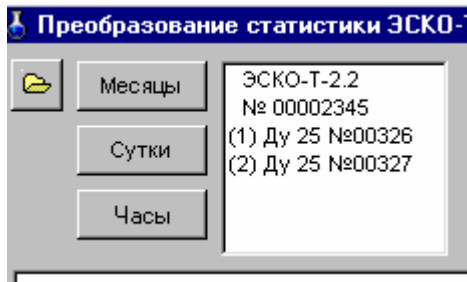 Преобразование статистики ЭСКО-
Месяцы
Сутки
Часы
ЭСКО-Т-2.2
№ 00002345
(1) Ду 25 №00326
(2) Ду 25 №00327